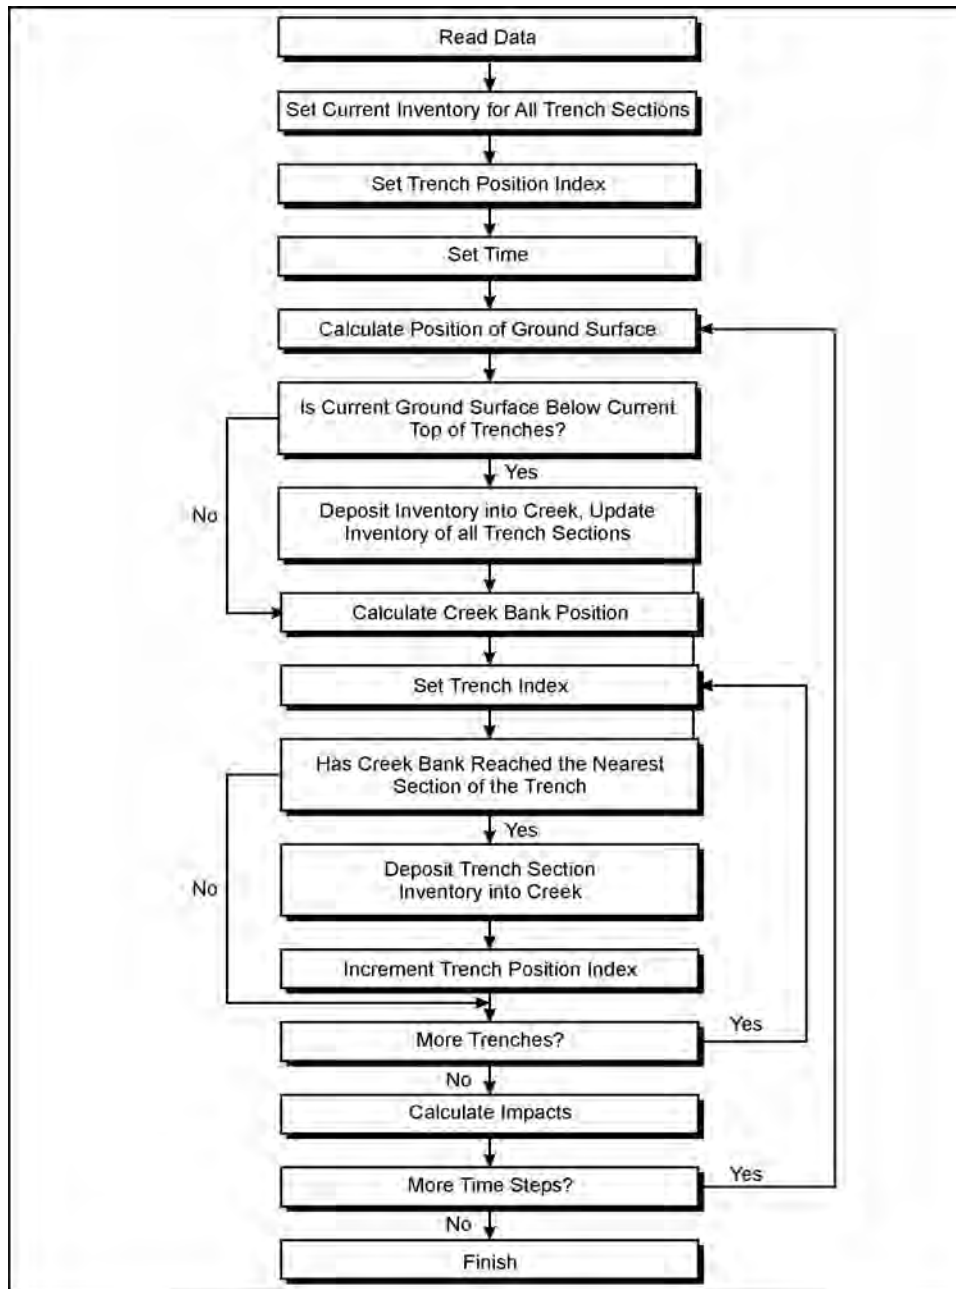 Read Data
Set Current Inventory for All Trench Sections
Set Trench Position Index
Set Time
Calculate Position of Ground Surface
Is Current Ground Surface Below Current
Top of Trenches?
Yes
No
Deposit Inventory into Creek, Update
Inventory of all Trench Sections
Calculate Creek Bank Position
Set Trench Index
Has Creek Bank Reached the Nearest
Section of the Trench
Yes
No
Deposit Trench Section
Inventory into Creek
Increment Trench Position Index
More Trenches?
Yes
No
Calculate Impacts
More Time Steps?
Yes
No
Finish